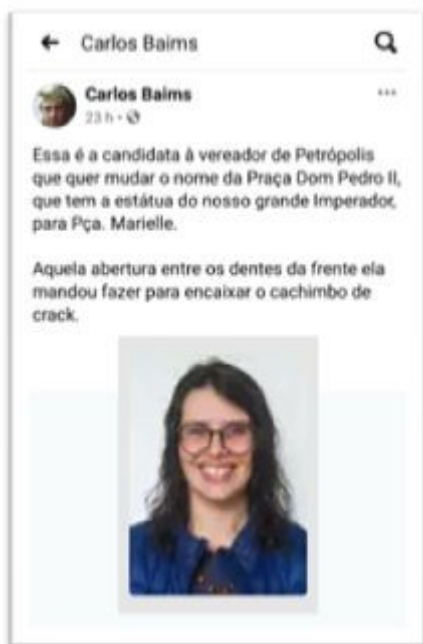 Carlos Baims
Carlos Baims
23 h ·
Essa é a candidata à vereador de Petrópolis
que quer mudar o nome da Praça Dom Pedro II,
que tem a estátua do nosso grande Imperador,
para Pça. Marielle.
Aquela abertura entre os dentes da frente ela
mandou fazer para encaixar o cachimbo de
crack.